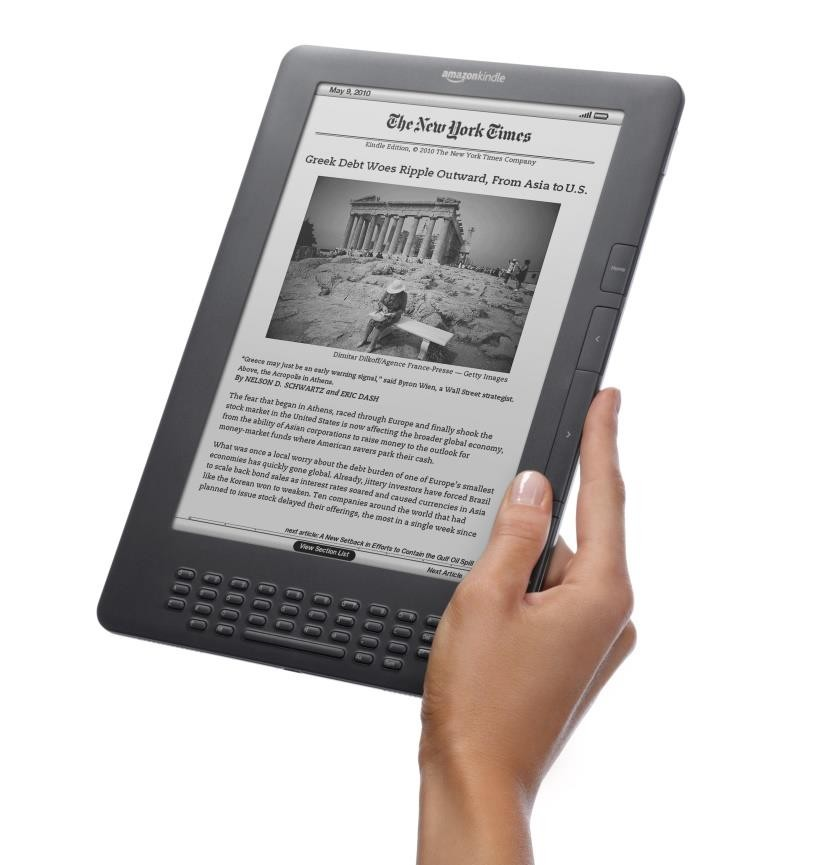 amazonkindle
May 9, 2010
The New York Times
Kindle Edition, © 2010 The New York Times Company
Greek Debt Woes Ripple Outward, From Asia to U.S.
Dimitar Dilkoff/Agence France-Presse — Getty Images
"Greece may just be an early warning signal," said Byron Wien, a Wall Street strategist.
Above, the Acropolis in Athens.
By NELSON D. SCHWARTZ and ERIC DASH
The fear that began in Athens, raced through Europe and finally shook the
stock market in the United States is now affecting the broader global economy,
from the ability of Asian corporations to raise money to the outlook for
money-market funds where American savers park their cash.
What was once a local worry about the debt burden of one of Europe's smallest
economies has quickly gone global. Already, jittery investors have forced Brazil
to scale back bond sales as interest rates soared and caused currencies in Asia
like the Korean won to weaken. Ten companies around the world that had
planned to issue stock delayed their offerings, the most in a single week since
next article: A New Setback in Efforts to Contain the Gulf Oil Spill
View Section List
Next Article
Home
<
>